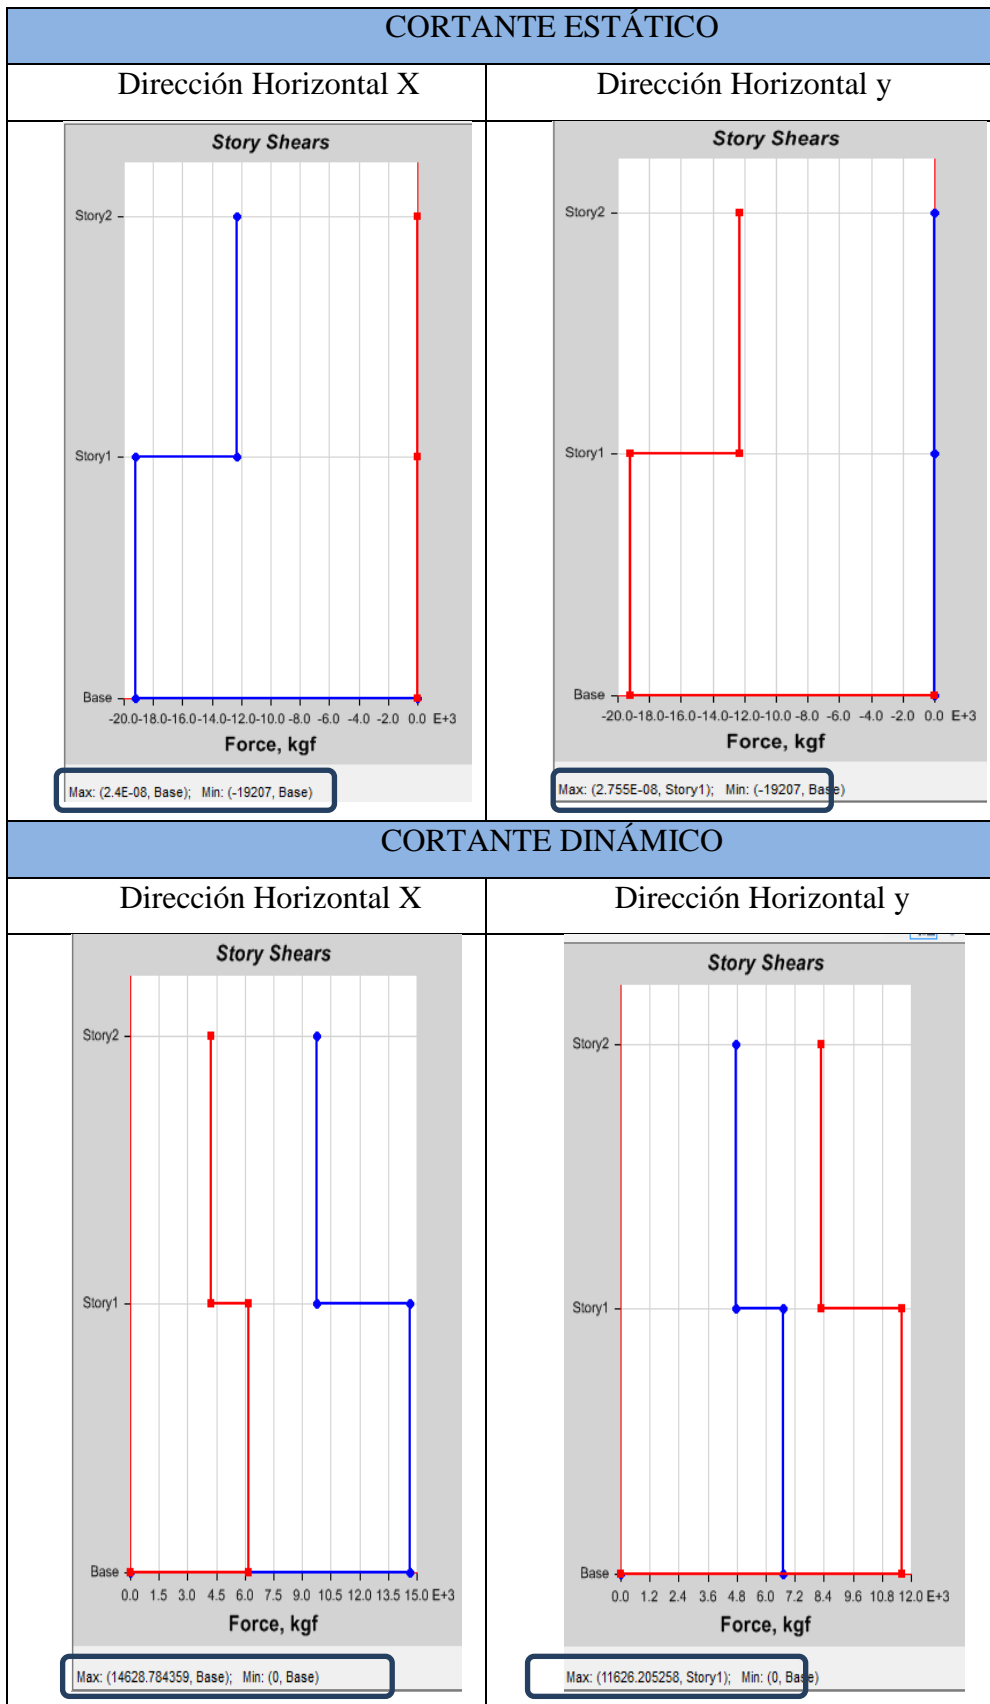 CORTANTE ESTÁTICO
Dirección Horizontal X
Dirección Horizontal y
Story Shears
Story2
Story1
Base
-20.0 -18.0 -16.0 -14.0 -12.0 -10.0 -8.0 -6.0 -4.0 -2.0 0.0 E+3
Force, kgf
Max: (2.4E-08, Base); Min: (-19207, Base)
Story Shears
Story2
Story1
Base
-20.0 -18.0 -16.0 -14.0 -12.0 -10.0 -8.0 -6.0 -4.0 -2.0 0.0 E+3
Force, kgf
Max: (2.755E-08, Story1); Min: (-19207, Base)
CORTANTE DINÁMICO
Dirección Horizontal X
Dirección Horizontal y
Story Shears
Story2
Story1
Base
0.0 1.5 3.0 4.5 6.0 7.5 9.0 10.5 12.0 13.5 15.0 E+3
Force, kgf
Max: (14628.784359, Base); Min: (0, Base)
Story Shears
Story2
Story1
Base
0.0 1.2 2.4 3.6 4.8 6.0 7.2 8.4 9.6 10.8 12.0 E+3
Force, kgf
Max: (11626.205258, Story1); Min: (0, Base)